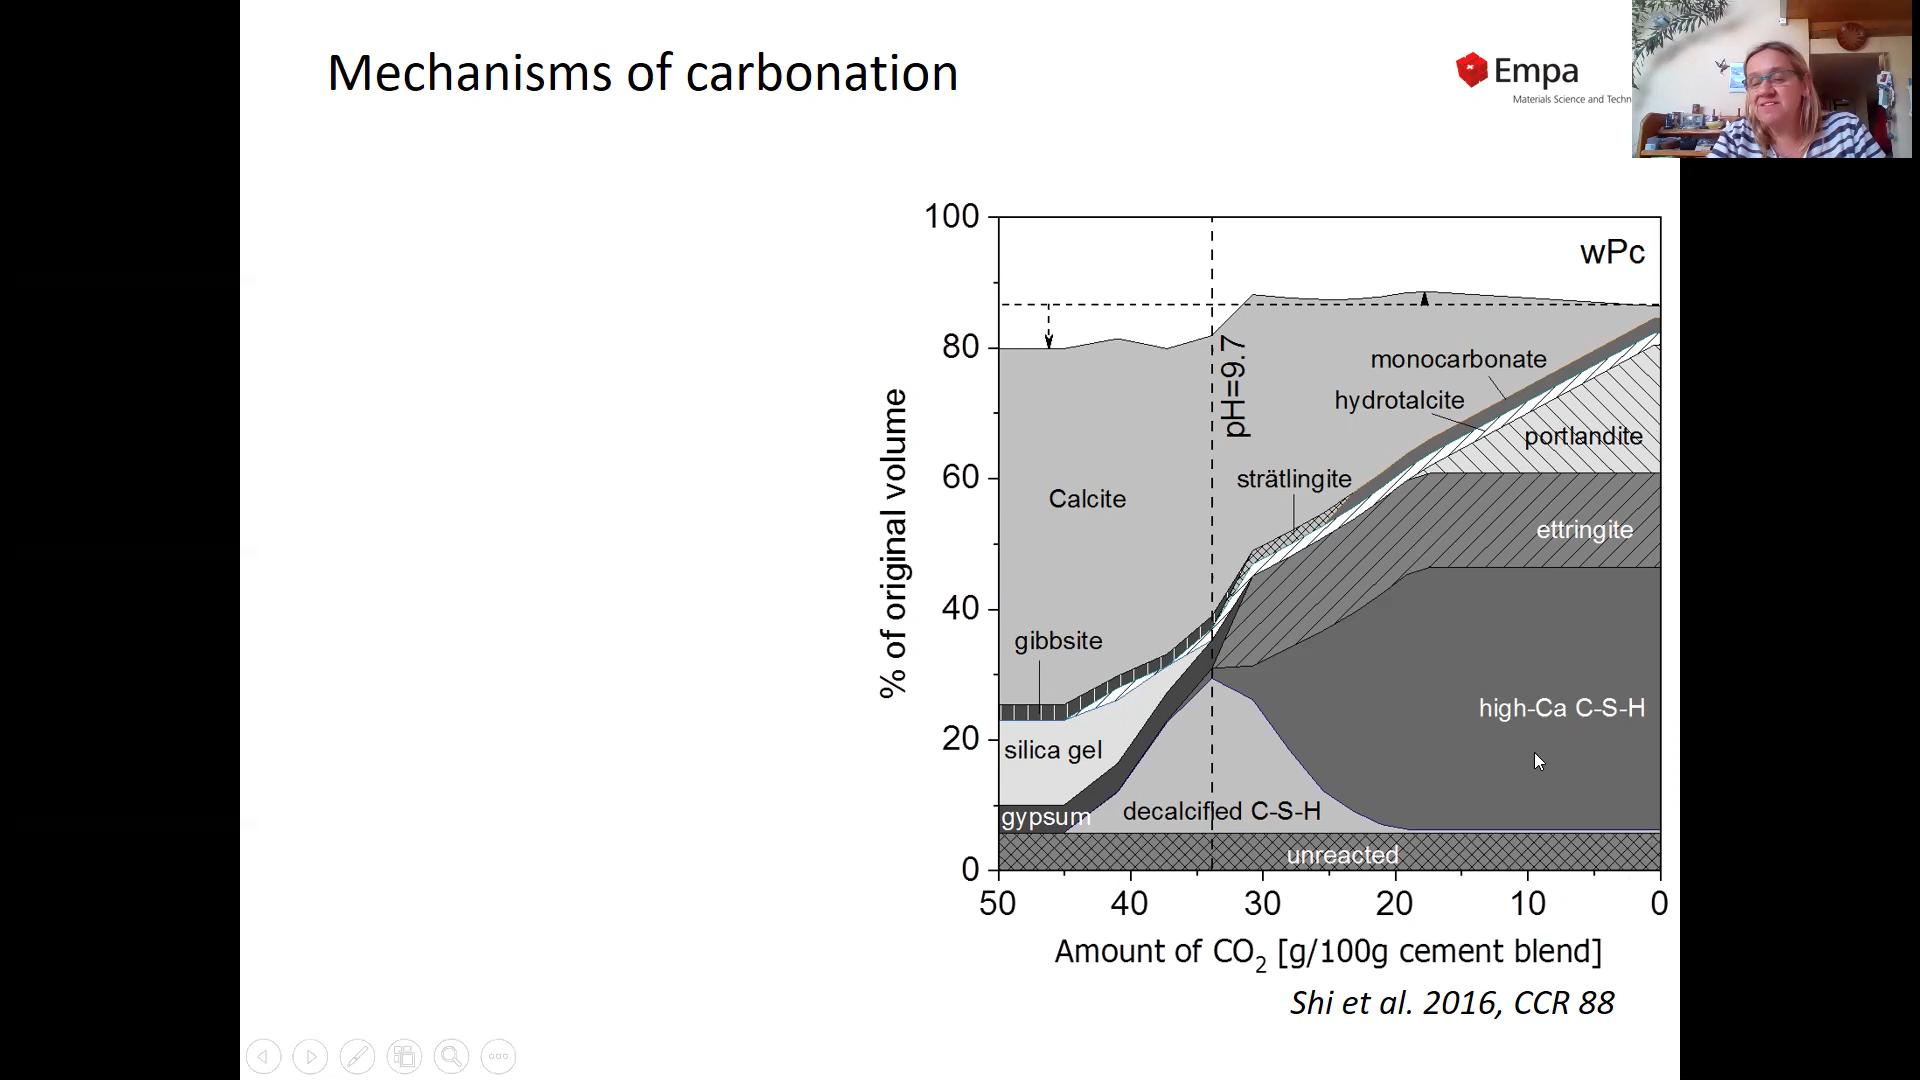 Mechanisms of carbonation
Empa
Materials Science and Techn
100
80
60
40
20
0
% of original volume
wPc
pH=9.7
monocarbonate
hydrotalcite
portlandite
strätlingite
Calcite
ettringite
gibbsite
high-Ca C-S-H
silica gel
decalcified C-S-H
gypsum
unreacted
50 40 30 20 10 0
Amount of CO2 [g/100g cement blend]
Shi et al. 2016, CCR 88